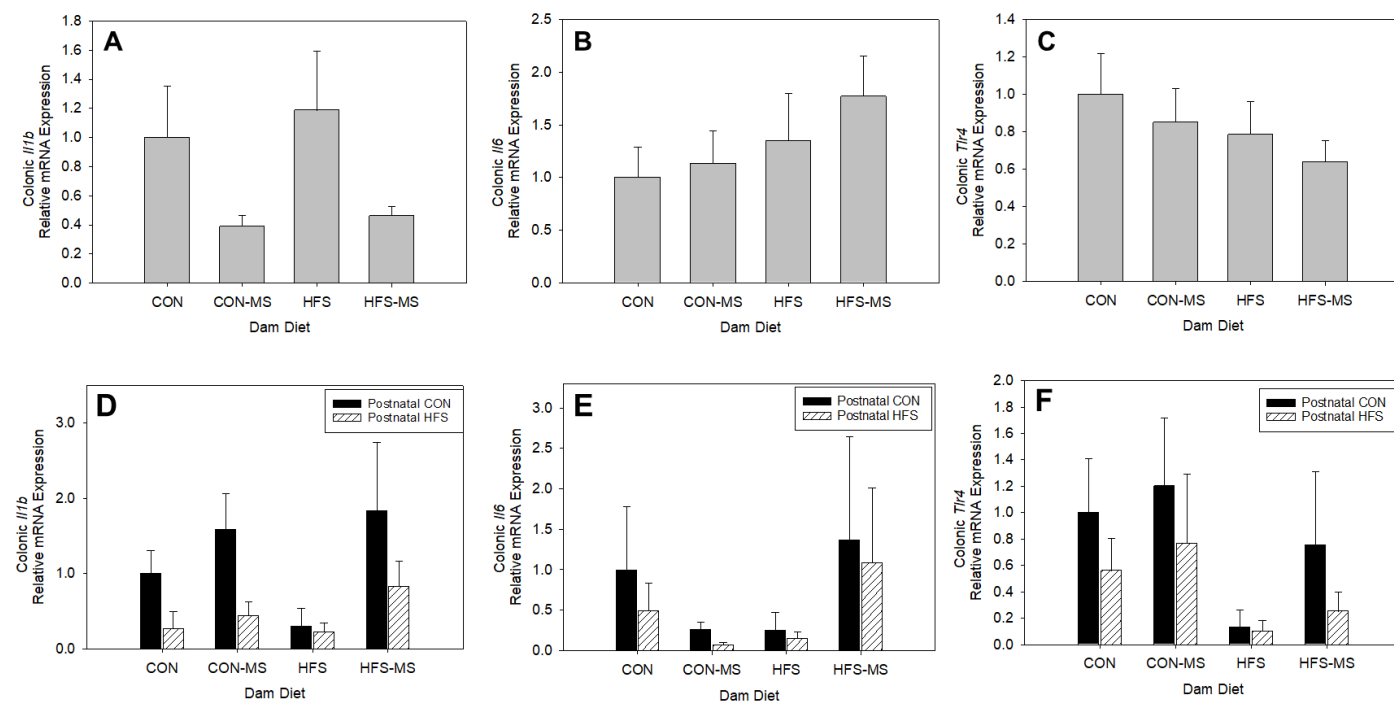 A
Colonic Il1b
Relative mRNA Expression
1.8
1.6
1.4
1.2
1.0
0.8
0.6
0.4
0.2
0.0
CON CON-MS HFS HFS-MS
Dam Diet
B
Colonic Il6
Relative mRNA Expression
2.5
2.0
1.5
1.0
0.5
0.0
CON CON-MS HFS HFS-MS
Dam Diet
C
Colonic Tlr4
Relative mRNA Expression
1.4
1.2
1.0
0.8
0.6
0.4
0.2
0.0
CON CON-MS HFS HFS-MS
Dam Diet
D
Postnatal CON
Postnatal HFS
Colonic Il1b
Relative mRNA Expression
3.0
2.0
1.0
0.0
CON CON-MS HFS HFS-MS
Dam Diet
E
Postnatal CON
Postnatal HFS
Colonic Il6
Relative mRNA Expression
3.0
2.5
2.0
1.5
1.0
0.5
0.0
CON CON-MS HFS HFS-MS
Dam Diet
F
Postnatal CON
Postnatal HFS
Colonic Tlr4
Relative mRNA Expression
2.0
1.8
1.6
1.4
1.2
1.0
0.8
0.6
0.4
0.2
0.0
CON CON-MS HFS HFS-MS
Dam Diet